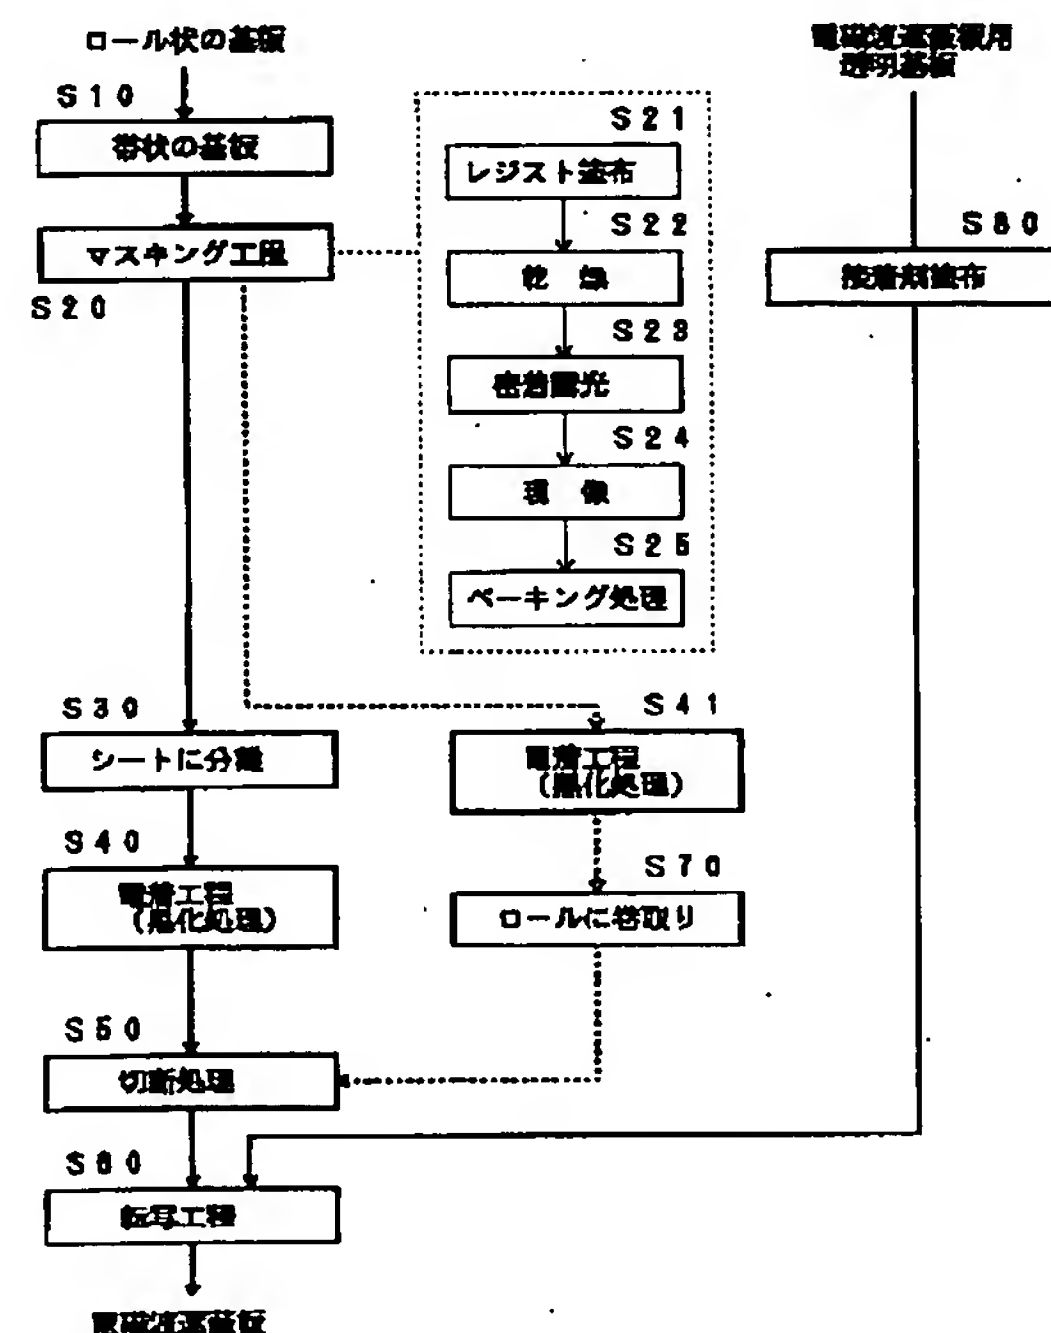 ロール状の基板
S10
帯状の基板
マスキング工程
S20
S21
レジスト塗布
S22
乾 燥
S23
密着露光
S24
現 像
S25
ベーキング処理
電磁波遮蔽板用
透明基板
S80
接着剤塗布
S30
シートに分離
S40
電着工程
(黒化処理)
S41
電着工程
(黒化処理)
S70
ロールに巻取り
S50
切断処理
S60
転写工程
電磁波遮蔽板